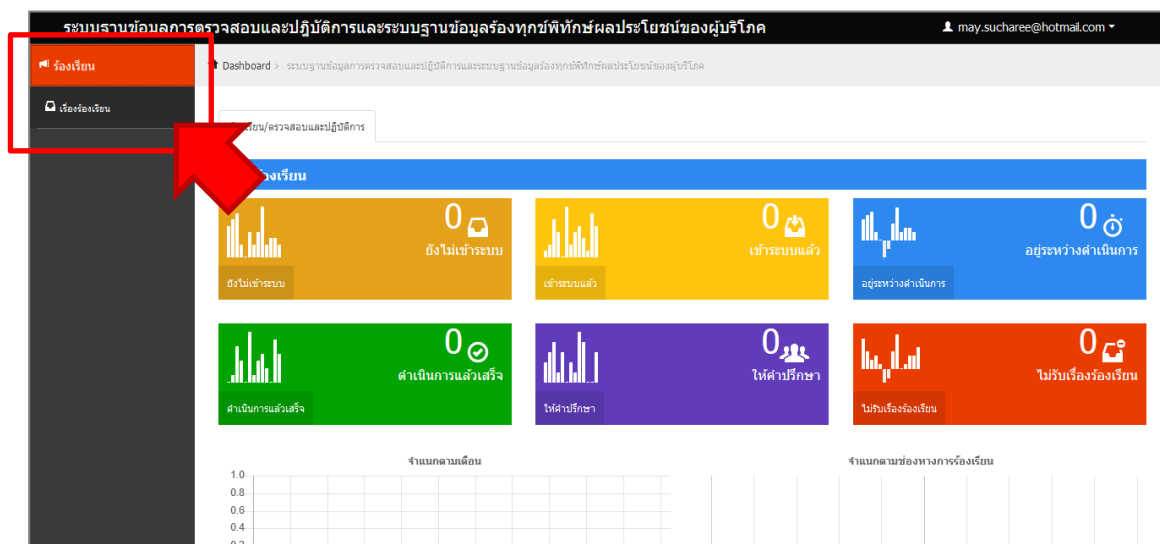 ระบบฐานข้อมูลการตรวจสอบและปฎิบัติการและระบบฐานข้อมูลร้องทุกข์พิทักษ์ผลประโยชน์ของผู้บริโภค
may.sucharee@hotmail.com
ร้องเรียน
Dashboard > ระบบฐานข้อมูลการตรวจสอบและปฏิบัติการและระบบฐานข้อมูลร้องทุกข์พิทักษ์ผลประโยชน์ของผู้บริโภค
เรื่องร้องเรียน
/ตรวจสอบและปฏิบัติการ
0
ยังไม่เข้าระบบ
ยังไม่เข้าระบบ
0
เข้าระบบแล้ว
เข้าระบบแล้ว
0
อยู่ระหว่างดำเนินการ
อยู่ระหว่างดำเนินการ
0
ดำเนินการแล้วเสร็จ
ดำเนินการแล้วเสร็จ
0
ให้คำปรึกษา
ให้คำปรึกษา
0
ไม่รับเรื่องร้องเรียน
ไม่รับเรื่องร้องเรียน
จำแนกตามเดือน
1.0
0.8
0.6
0.4
จำแนกตามช่องทางการร้องเรียน